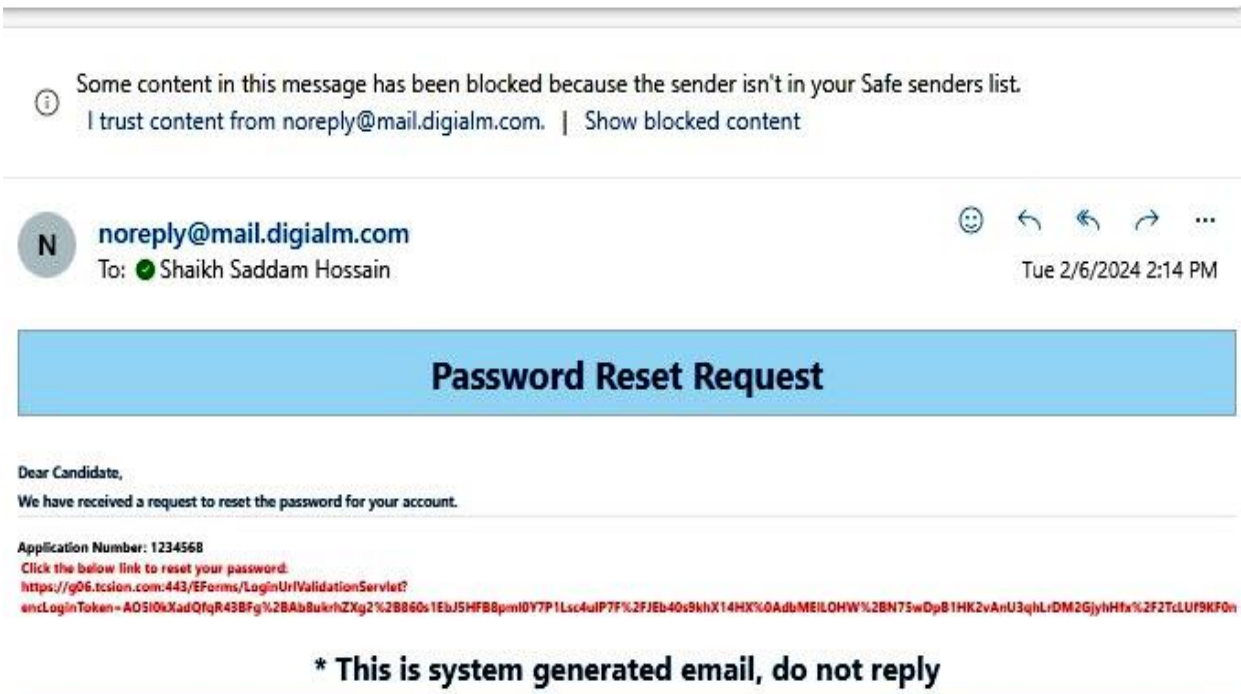 Some content in this message has been blocked because the sender isn't in your Safe senders list.
I trust content from noreply@mail.digialm.com. | Show blocked content
N
noreply@mail.digialm.com
To: Shaikh Saddam Hossain
Tue 2/6/2024 2:14 PM
Password Reset Request
Dear Candidate,
We have received a request to reset the password for your account.
Application Number: 1234568
Click the below link to reset your password:
https://g06.tcsion.com:443/EForms/LoginUrlValidationServlet?
* This is system generated email, do not reply